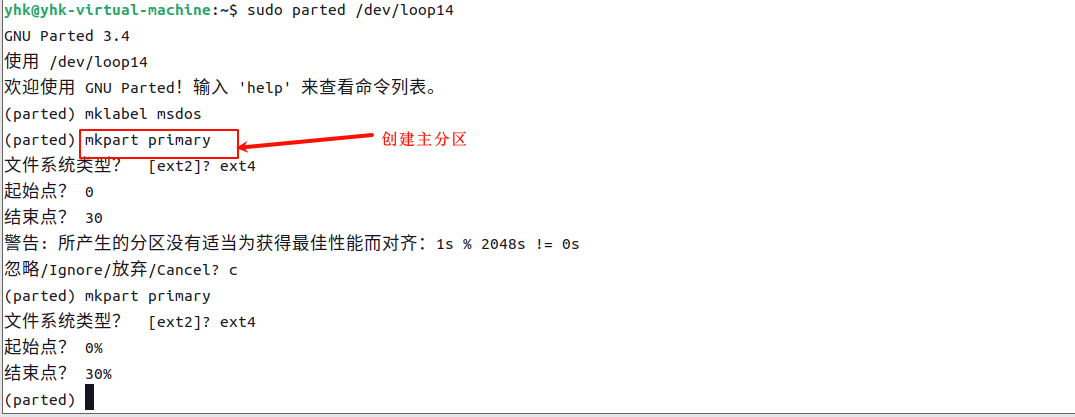 yhk@yhk-virtual-machine:~$ sudo parted /dev/loop14
GNU Parted 3.4
使用 /dev/loop14
欢迎使用 GNU Parted！输入 'help' 来查看命令列表。
(parted) mklabel msdos
(parted) mkpart primary 创建主分区
文件系统类型？ [ext2]? ext4
起始点？ 0
结束点？ 30
警告：所产生的分区没有适当为获得最佳性能而对齐：1s % 2048s != 0s
忽略/Ignore/放弃/Cancel? c
(parted) mkpart primary
文件系统类型？ [ext2]? ext4
起始点？ 0%
结束点？ 30%
(parted)